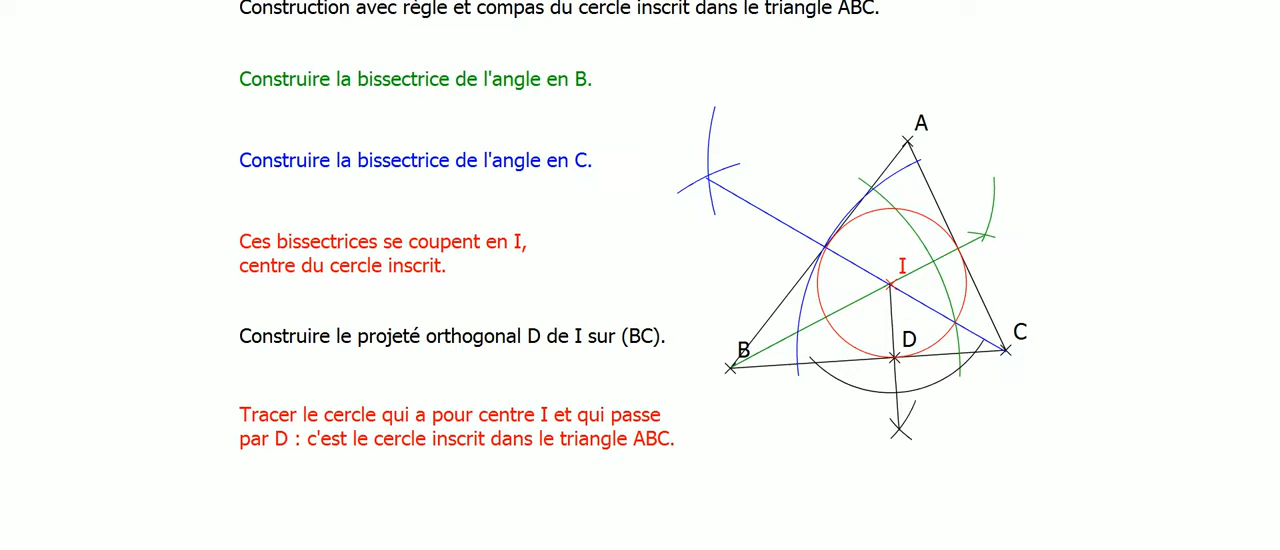 Construction avec règle et compas du cercle inscrit dans le triangle ABC.
Construire la bissectrice de l'angle en B.
Construire la bissectrice de l'angle en C.
Ces bissectrices se coupent en I,
centre du cercle inscrit.
Construire le projeté orthogonal D de I sur (BC).
Tracer le cercle qui a pour centre I et qui passe
par D : c'est le cercle inscrit dans le triangle ABC.
A
I
D
C
B